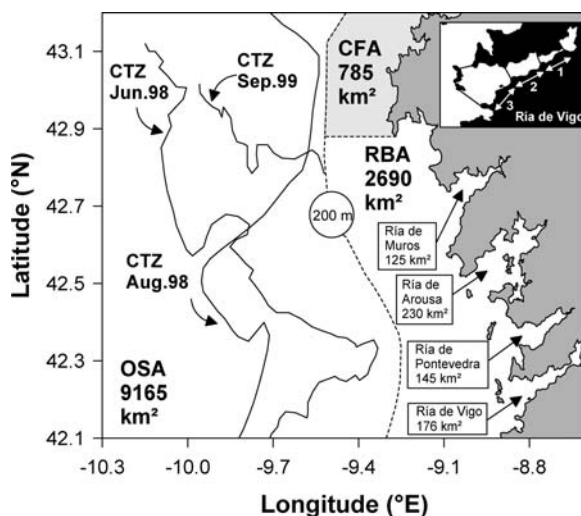 43.1
42.9
42.7
42.5
42.3
42.1
Latitude (°N)
-10.3
-10.0
-9.7
-9.4
-9.1
-8.8
Longitude (°E)
CTZ
Jun.98
CTZ
Sep.99
CTZ
Aug.98
OSA
9165
km²
CFA
785
km²
RBA
2690
km²
200 m
Ría de
Muros
125 km²
Ría de
Arousa
230 km²
Ría de
Pontevedra
145 km²
Ría de Vigo
176 km²
1
2
3
Ría de Vigo